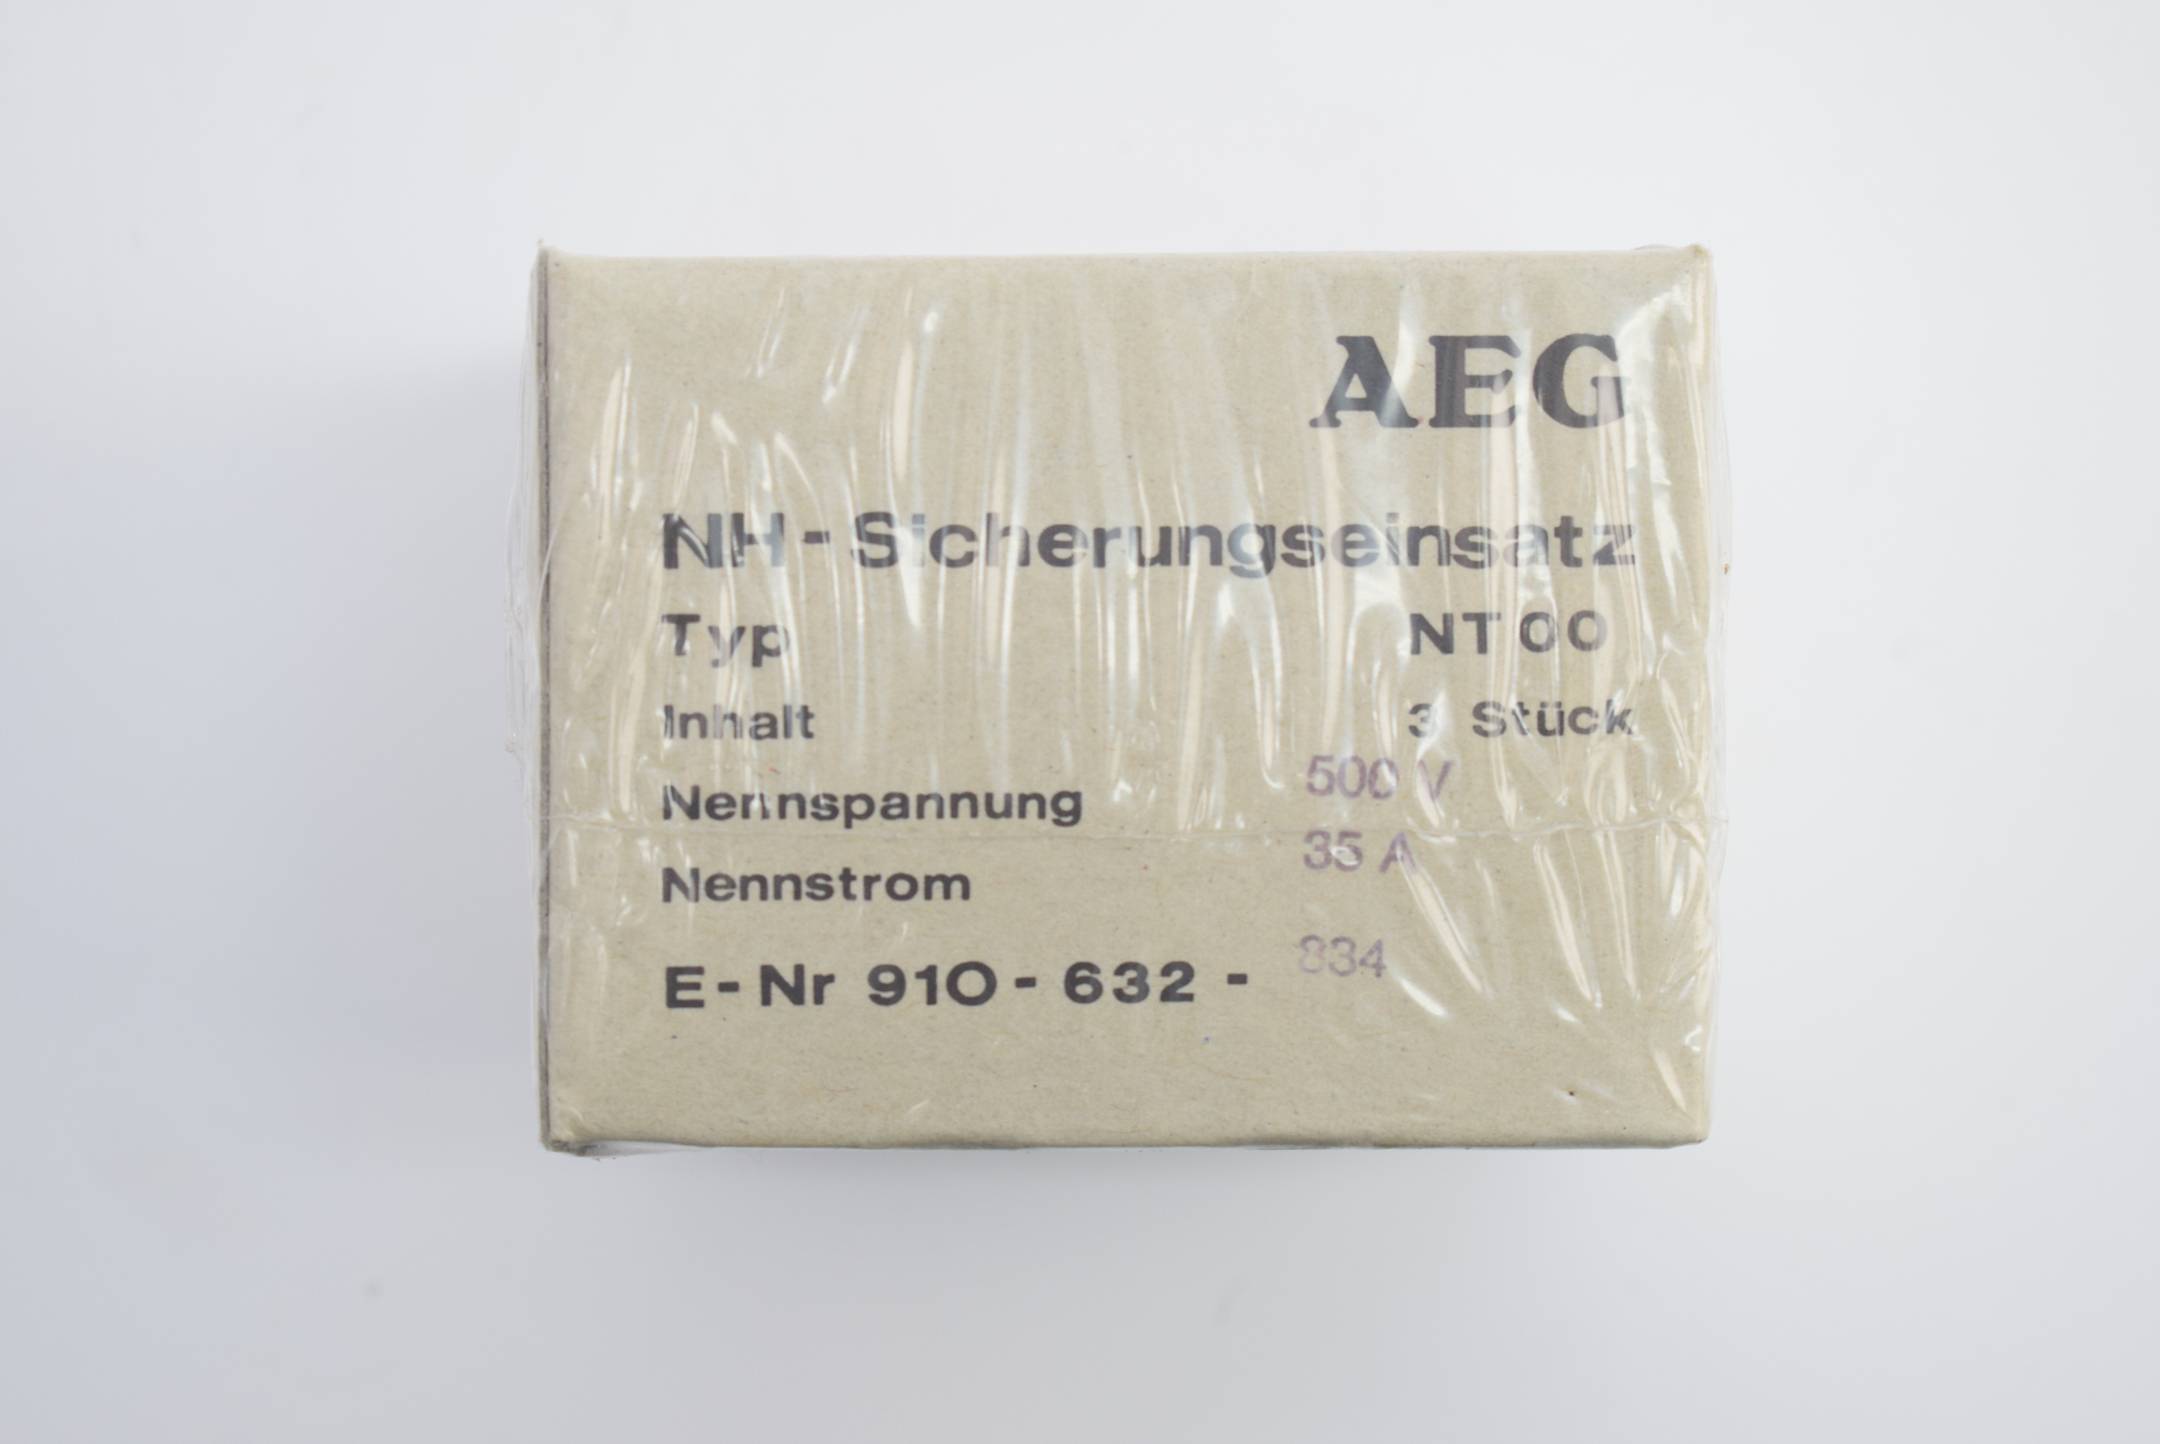 AEG
NH-Sicherungseinsatz
Typ NT 00
Inhalt 3 Stück
Nennspannung 500 V
Nennstrom 35 A
E-Nr 910-632- 834